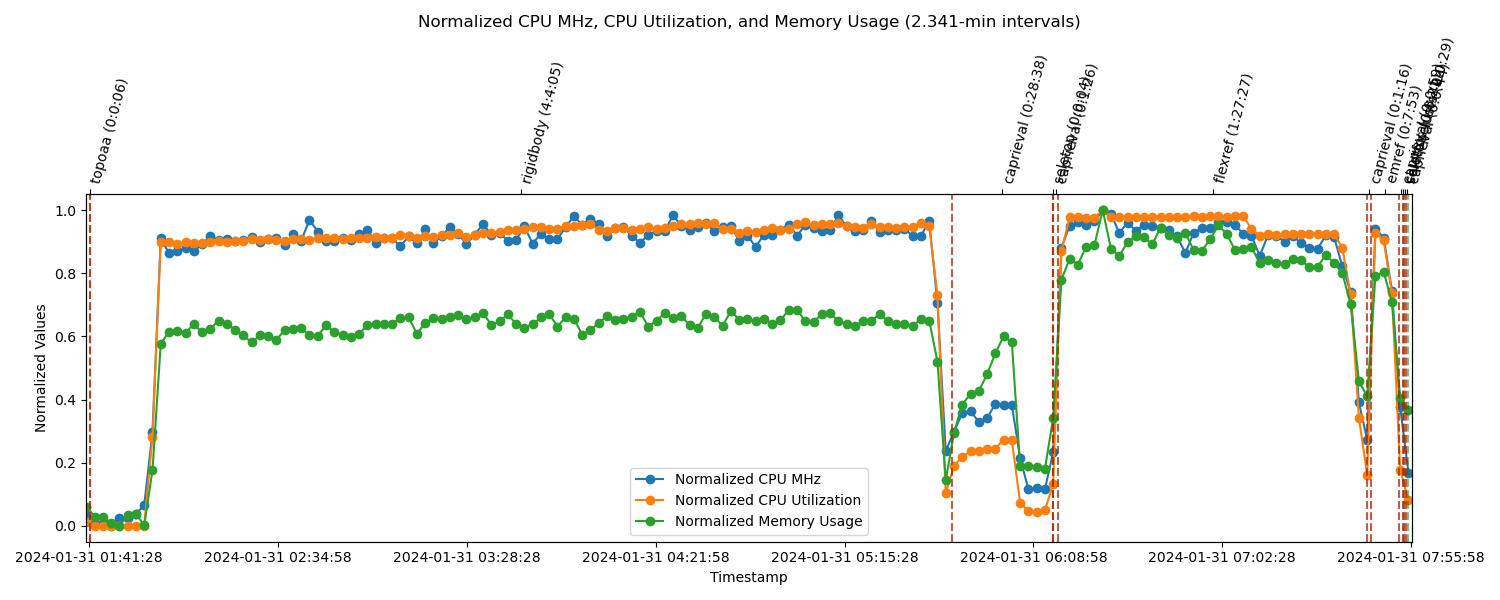 Normalized CPU MHz, CPU Utilization, and Memory Usage (2.341-min intervals)
topoaa (0:0:06)
rigidbody (4:4:05)
caprieval (0:28:38)
caprieval (0:1:26)
flexref (1:27:27)
caprieval (0:1:16)
emref (0:7:53)
Normalized Values
1.0
0.8
0.6
0.4
0.2
0.0
Normalized CPU MHz
Normalized CPU Utilization
Normalized Memory Usage
2024-01-31 01:41:28
2024-01-31 02:34:58
2024-01-31 03:28:28
2024-01-31 04:21:58
2024-01-31 05:15:28
2024-01-31 06:08:58
2024-01-31 07:02:28
2024-01-31 07:55:58
Timestamp